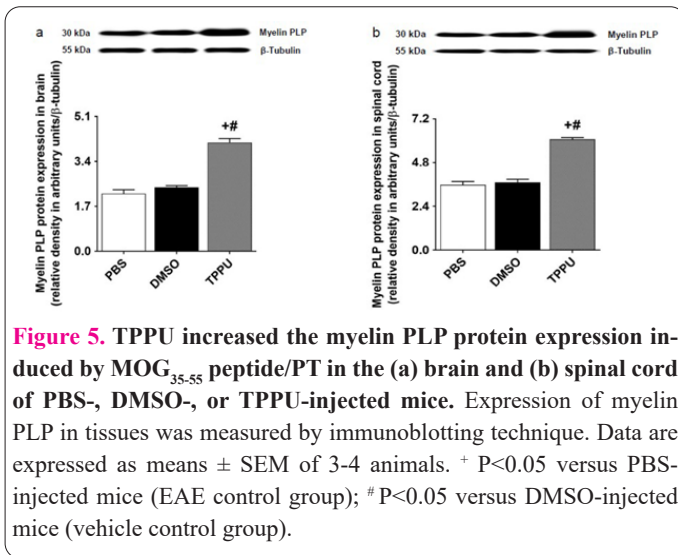 a
30 kDa
Myelin PLP
55 kDa
β-Tubulin
Myelin PLP protein expression in brain
(relative density in arbitrary units/β-tubulin)
5.1
3.4
1.7
0.0
+#
PBS
DMSO
TPPU
b
30 kDa
Myelin PLP
55 kDa
β-Tubulin
Myelin PLP protein expression in spinal cord
(relative density in arbitrary units/β-tubulin)
7.2
4.8
2.4
0.0
+#
PBS
DMSO
TPPU
Figure 5. TPPU increased the myelin PLP protein expression in-
duced by MOG35-55 peptide/PT in the (a) brain and (b) spinal cord
of PBS-, DMSO-, or TPPU-injected mice. Expression of myelin
PLP in tissues was measured by immunoblotting technique. Data are
expressed as means ± SEM of 3-4 animals. + P<0.05 versus PBS-
injected mice (EAE control group); # P<0.05 versus DMSO-injected
mice (vehicle control group).